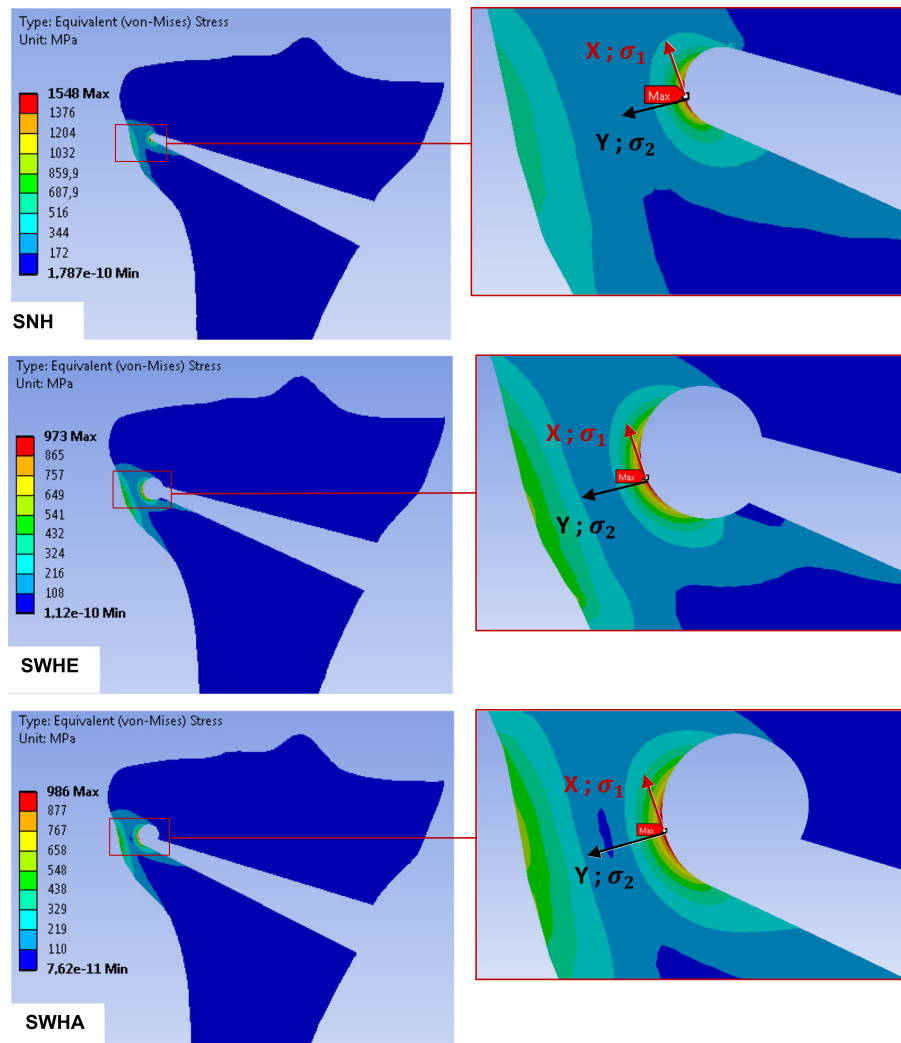 Type: Equivalent (von-Mises) Stress
Unit: MPa
1548 Max
1376
1204
1032
859,9
687,9
516
344
172
1,787e-10 Min
SNH
X ; σ₁
Max
Y ; σ₂
Type: Equivalent (von-Mises) Stress
Unit: MPa
973 Max
865
757
649
541
432
324
216
108
1,12e-10 Min
SWHE
X ; σ₁
Max
Y ; σ₂
Type: Equivalent (von-Mises) Stress
Unit: MPa
986 Max
877
767
658
548
438
329
219
110
7,62e-11 Min
SWHA
X ; σ₁
Max
Y ; σ₂